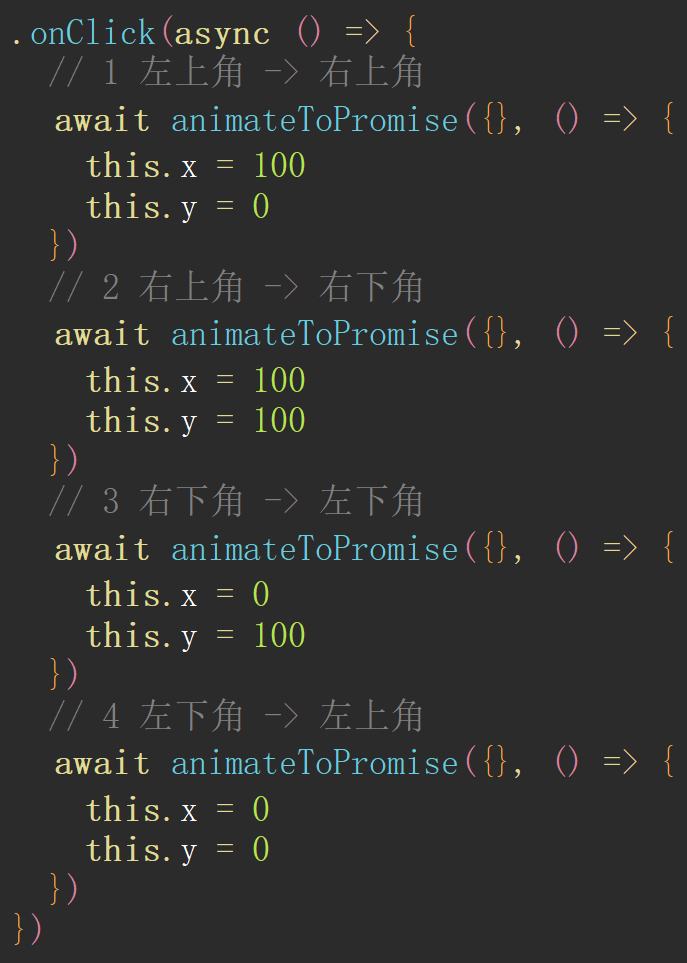 .onClick(async () => {
  // 1 左上角 -> 右上角
  await animateToPromise({}, () => {
    this.x = 100
    this.y = 0
  })
  // 2 右上角 -> 右下角
  await animateToPromise({}, () => {
    this.x = 100
    this.y = 100
  })
  // 3 右下角 -> 左下角
  await animateToPromise({}, () => {
    this.x = 0
    this.y = 100
  })
  // 4 左下角 -> 左上角
  await animateToPromise({}, () => {
    this.x = 0
    this.y = 0
  })
})